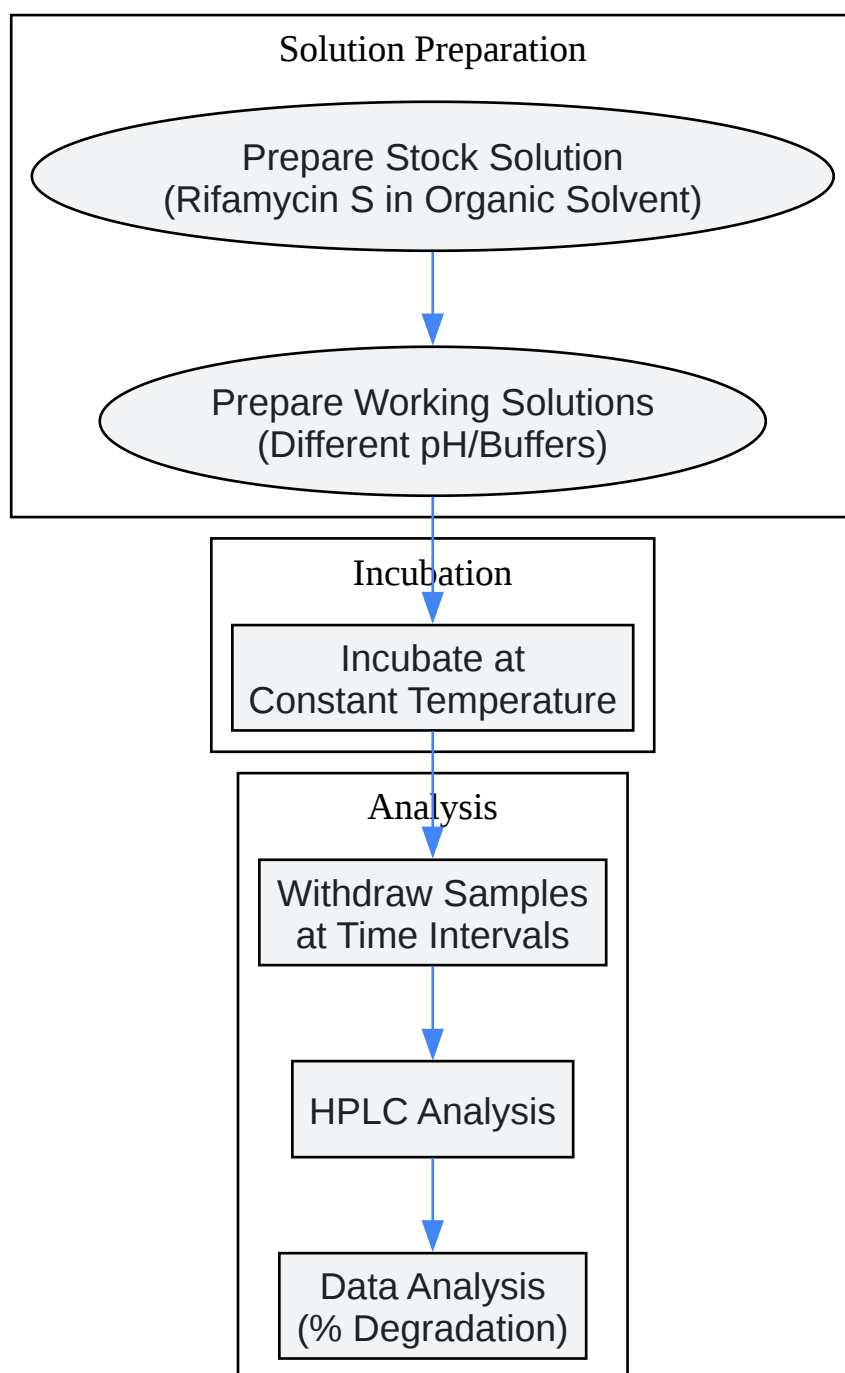 Solution Preparation
Prepare Stock Solution
(Rifamycin S in Organic Solvent)
Prepare Working Solutions
(Different pH/Buffers)
Incubation
Incubate at
Constant Temperature
Analysis
Withdraw Samples
at Time Intervals
HPLC Analysis
Data Analysis
(% Degradation)